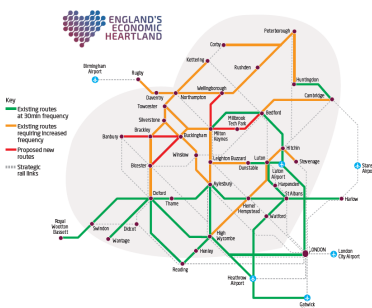 ENGLAND'S
ECONOMIC
HEARTLAND
Peterborough
Corby
Kettering
Rushden
Birmingham
Airport
Rugby
Huntingdon
Wellingborough
Cambridge
Daventry
Northampton
Key
Existing routes
at 30min frequency
Existing routes
requiring Increased
frequency
Proposed new
routes
Strategic
rail links
Towcester
Silverstone
Millbrook
Tech Park
Bedford
Brackley
Banbury
Buckingham
Milton
Keynes
Hitchin
Winslow
Bicester
Leighton Buzzard
Luton
Dunstable
Stevenage
Luton
Airport
Stans
Airport
Aylesbury
Harpenden
Oxford
Thame
Hemel
Hempstead
St Albans
Harlow
Watford
Royal
Wootton
Bassett
Swindon
Didcot
Wantage
High
Wycombe
Henley
Reading
LONDON
London
City Airport
Heathrow
Airport
Gatwick